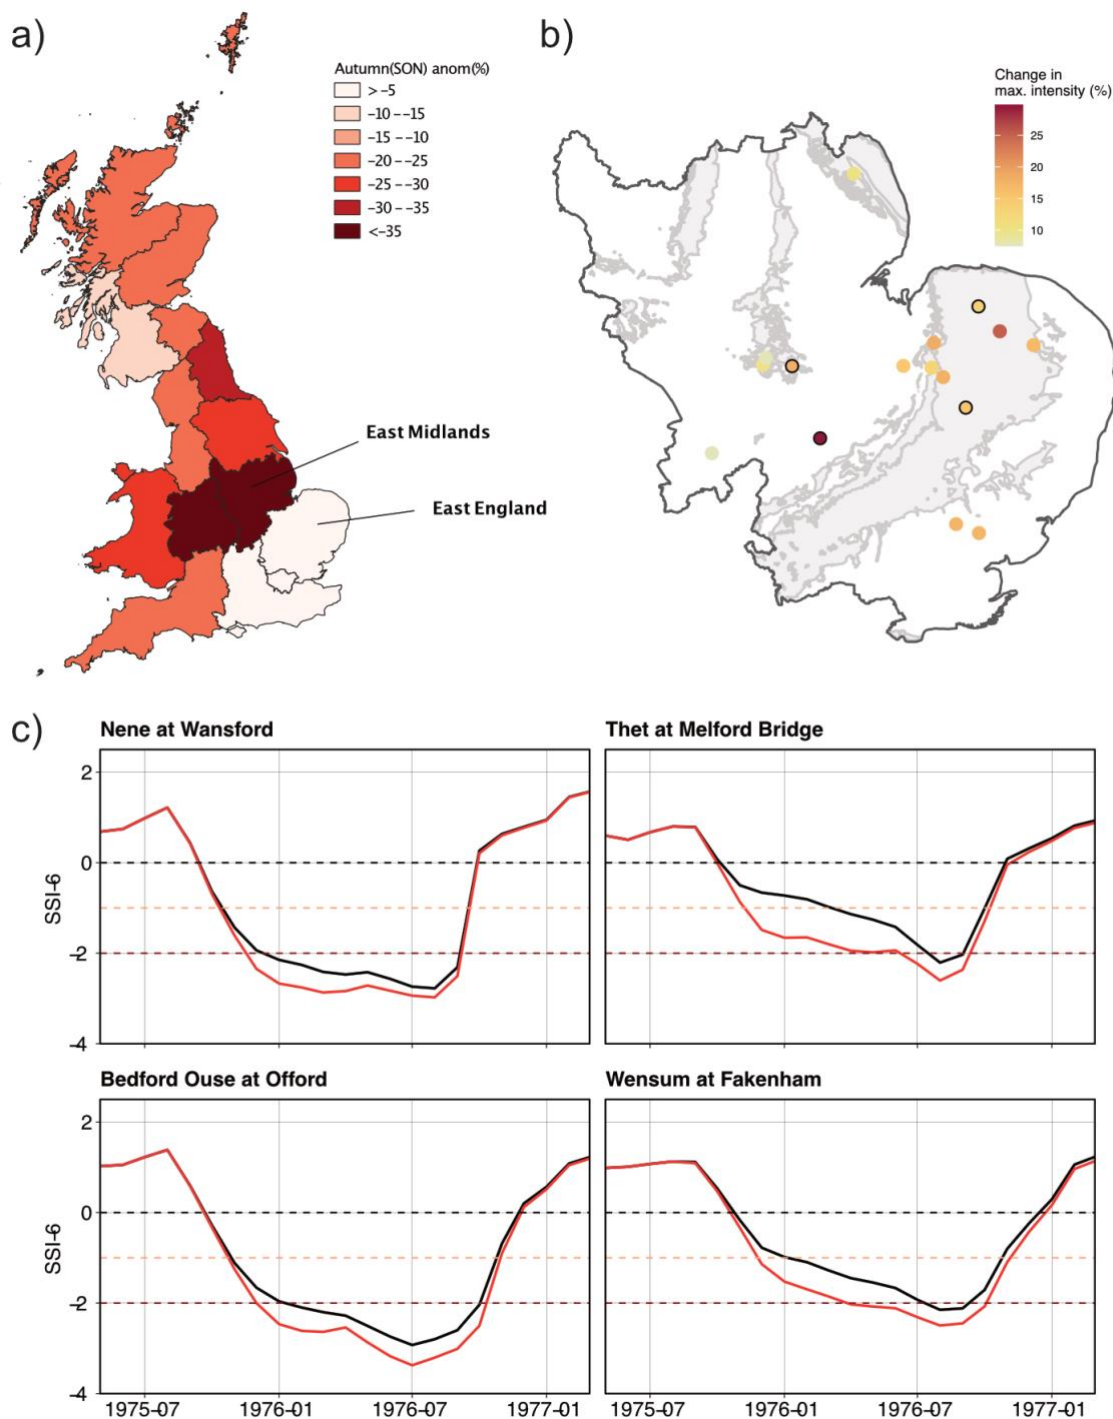 a)
Autumn(SON) anom(%)
> –5
–10 – –15
–15 – –10
–20 – –25
–25 – –30
–30 – –35
<–35
East Midlands
East England
b)
Change in
max. intensity (%)
25
20
15
10
c)
Nene at Wansford
Thet at Melford Bridge
2
0
SSI-6
-2
-4
Bedford Ouse at Offord
Wensum at Fakenham
2
0
SSI-6
-2
-4
1975-07 1976-01 1976-07 1977-01 1975-07 1976-01 1976-07 1977-01